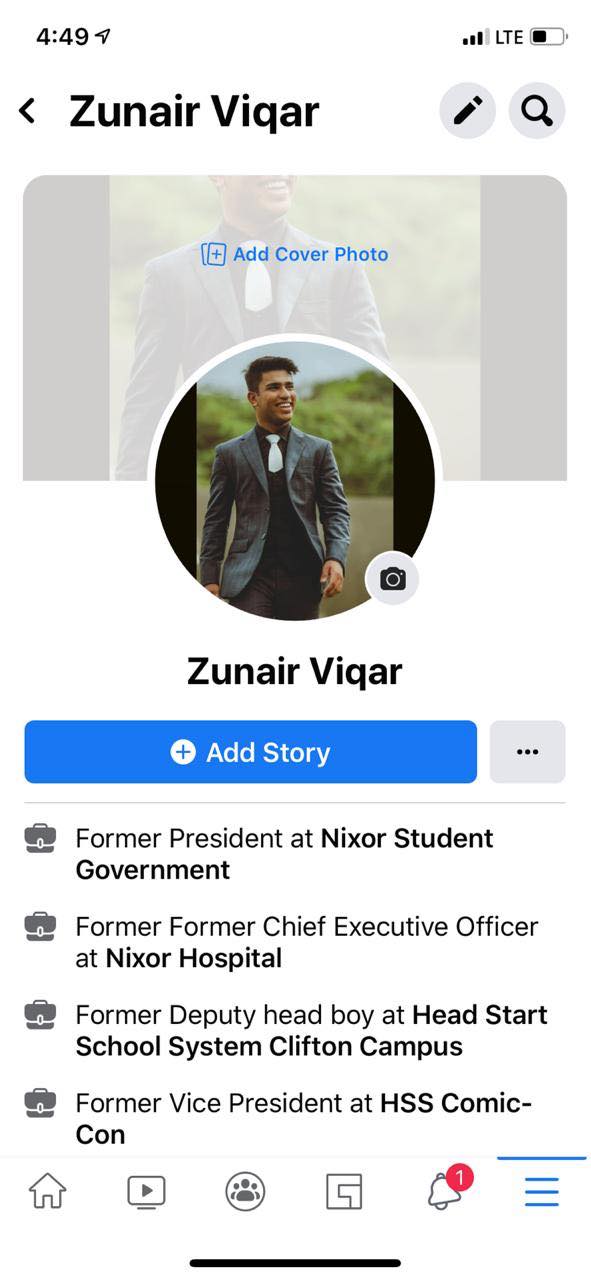 4:49
LTE
Zunair Viqar
Add Cover Photo
Zunair Viqar
Add Story
Former President at Nixor Student
Government
Former Former Chief Executive Officer
at Nixor Hospital
Former Deputy head boy at Head Start
School System Clifton Campus
Former Vice President at HSS Comic-
Con
1